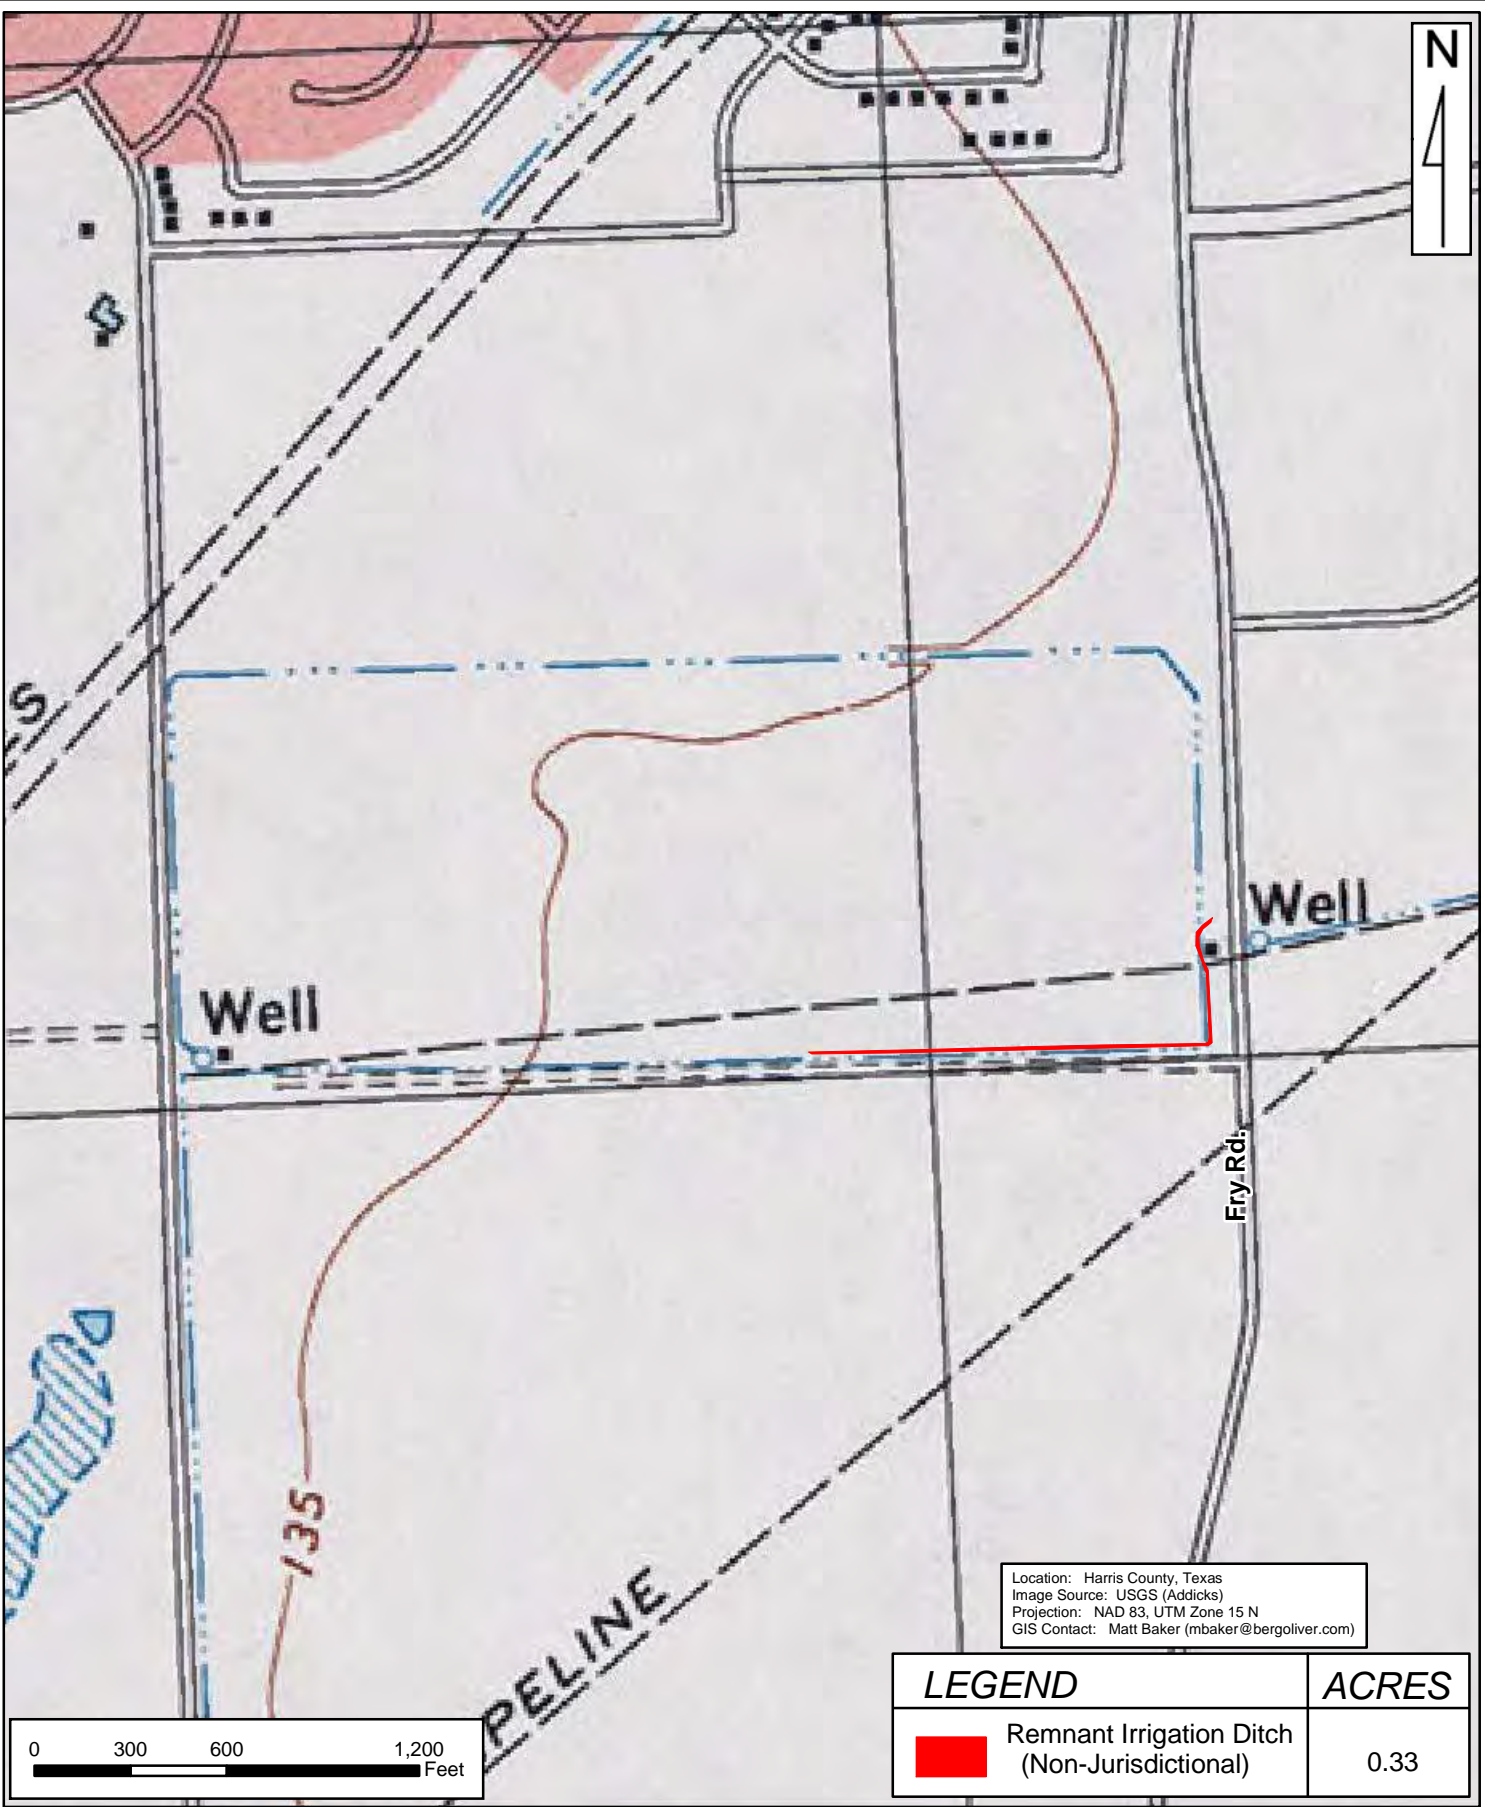 N
S
Well
Well
Fry Rd.
135
PELINE
Location: Harris County, Texas
Image Source: USGS (Addicks)
Projection: NAD 83, UTM Zone 15 N
GIS Contact: Matt Baker (mbaker@bergoliver.com)
LEGEND ACRES
Remnant Irrigation Ditch
(Non-Jurisdictional) 0.33
0 300 600 1,200
Feet